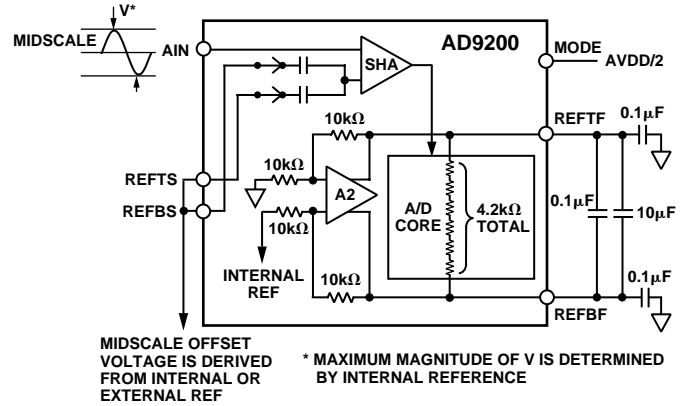 V*
MIDSCALE
AIN
AD9200
SHA
MODE
AVDD/2
REFTF
0.1µF
10kΩ
10kΩ
REFTS
REFBS
A2
10kΩ
INTERNAL
REF
10kΩ
A/D
CORE
4.2kΩ
TOTAL
0.1µF
10µF
0.1µF
REFBF
MIDSCALE OFFSET
VOLTAGE IS DERIVED
FROM INTERNAL OR
EXTERNAL REF
* MAXIMUM MAGNITUDE OF V IS DETERMINED
BY INTERNAL REFERENCE